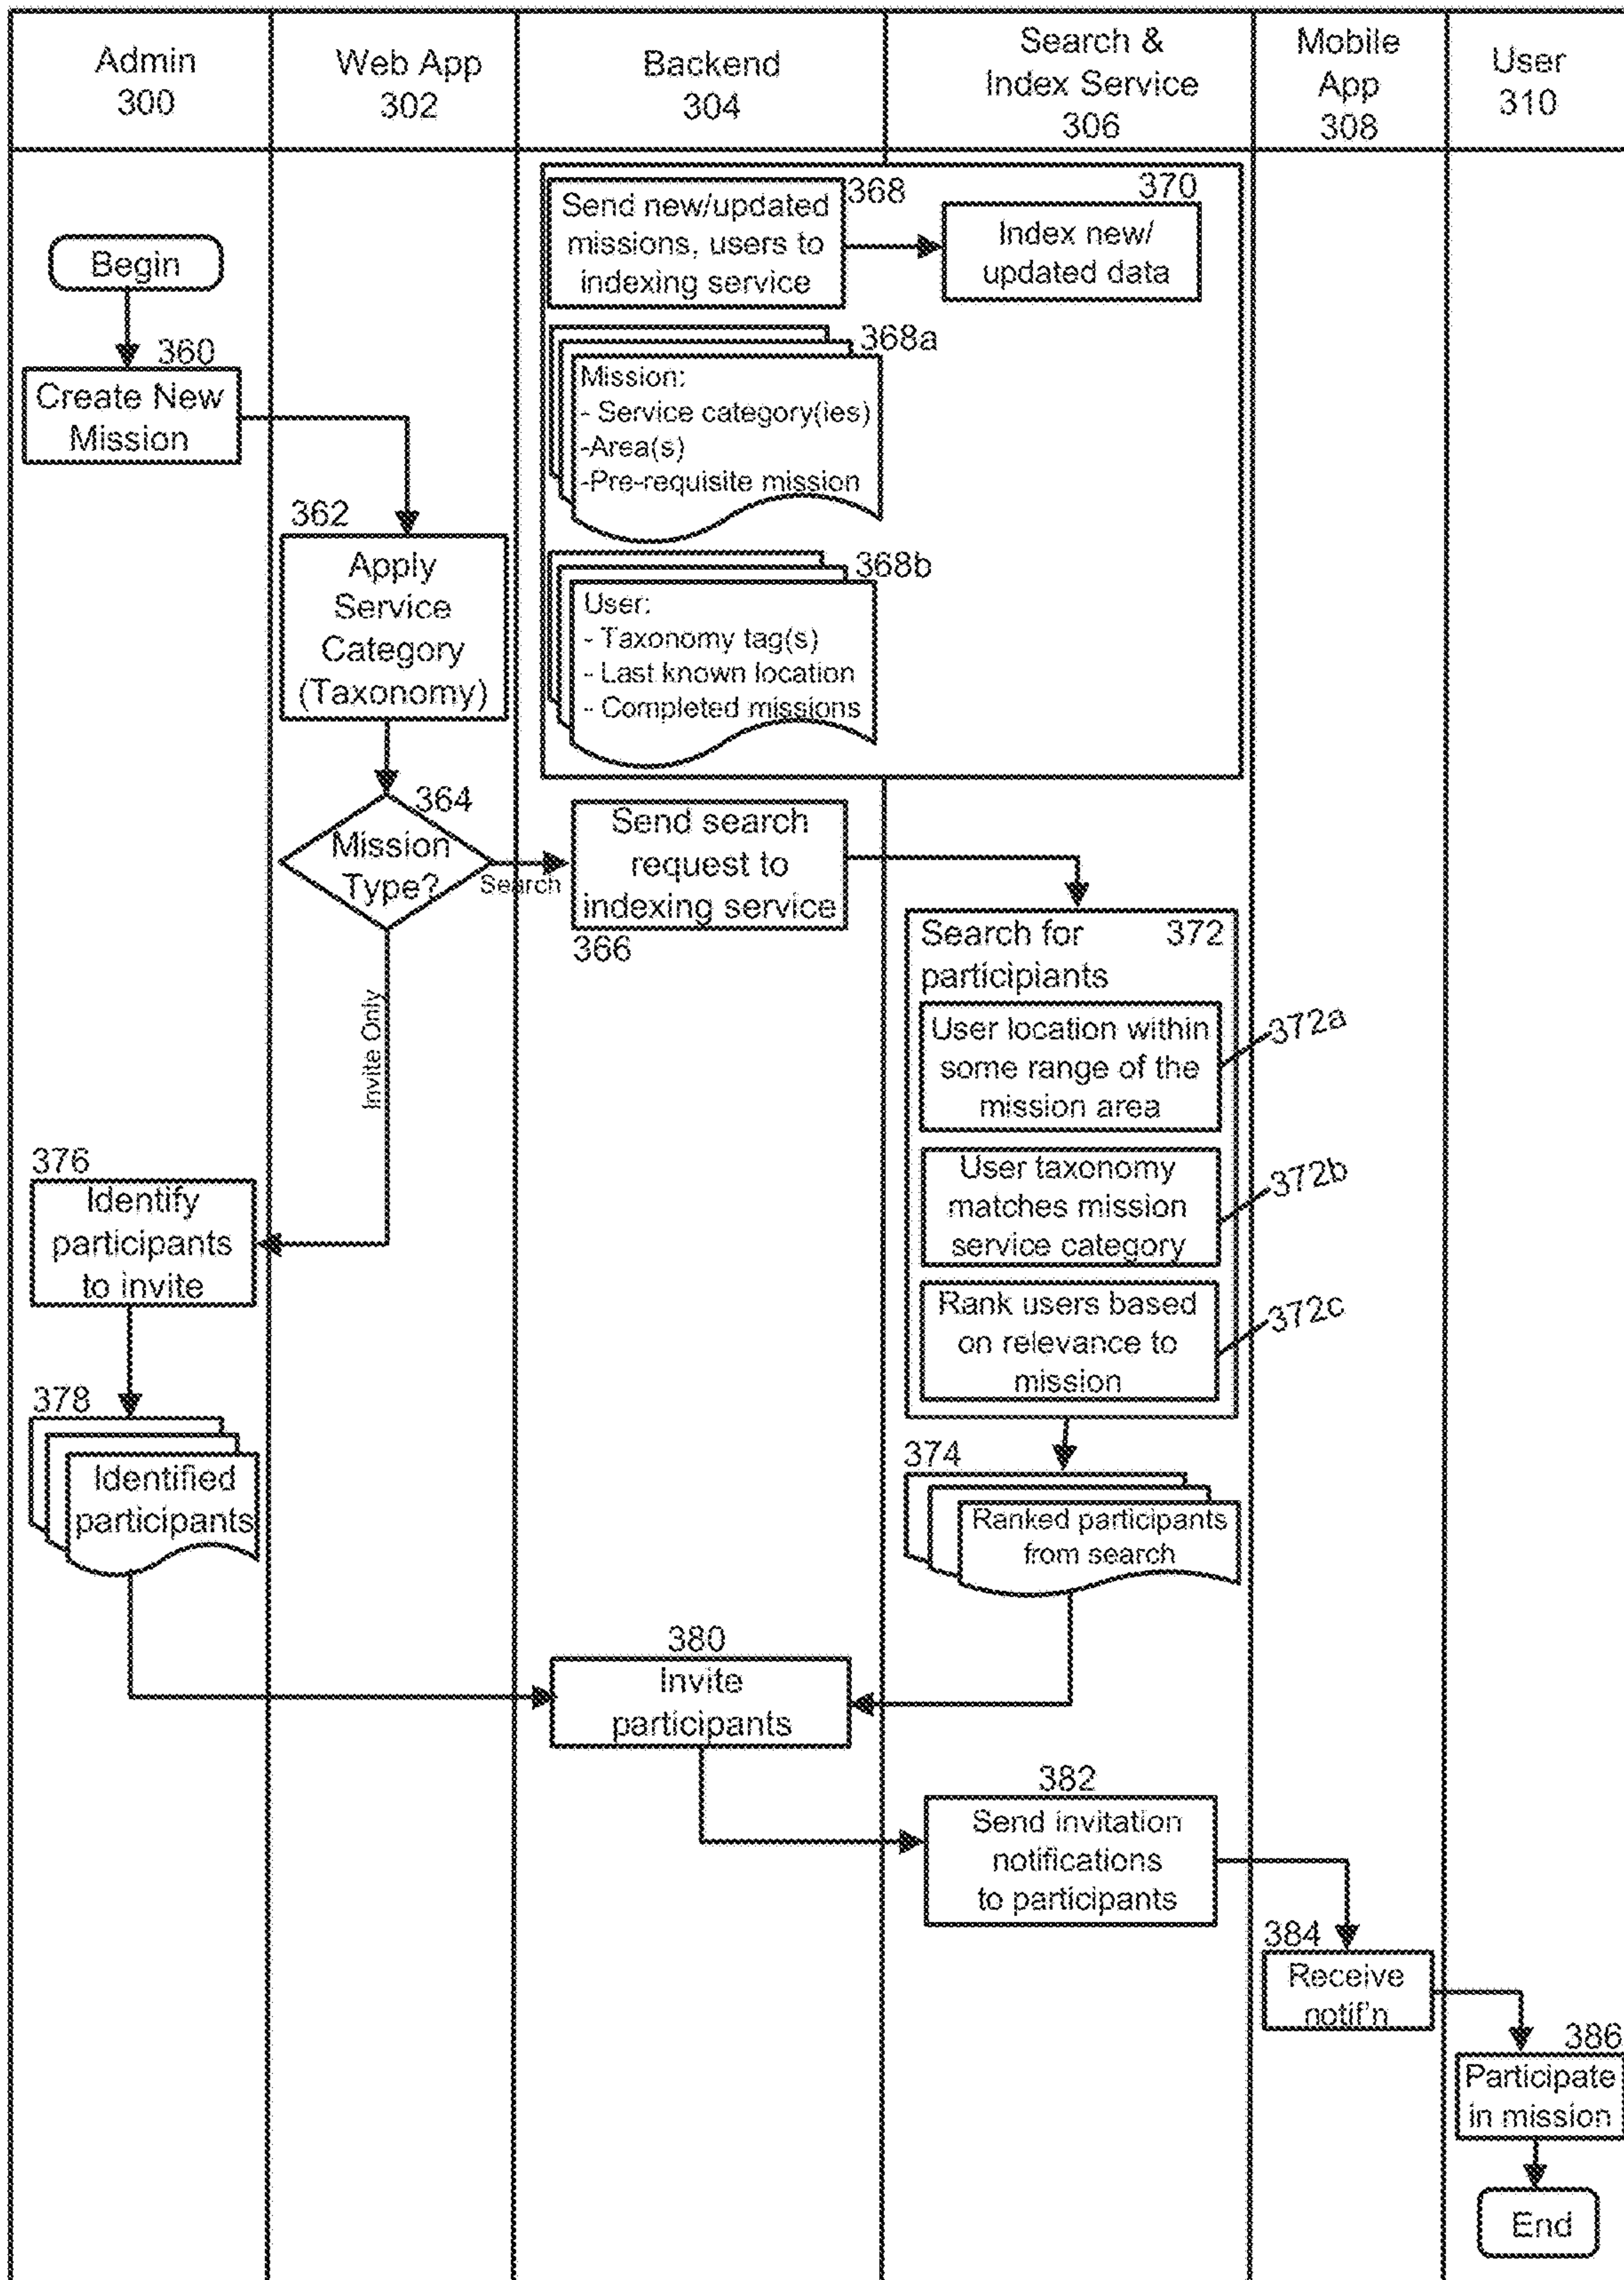 Admin
300
Web App
302
Backend
304
Search &
Index Service
306
Mobile
App
308
User
310
Begin
360
Create New
Mission
362
Apply
Service
Category
(Taxonomy)
364
Mission
Type?
Search
Invite Only
368
Send new/updated
missions, users to
indexing service
370
Index new/
updated data
368a
Mission:
- Service category(ies)
-Area(s)
-Pre-requisite mission
368b
User:
- Taxonomy tag(s)
- Last known location
- Completed missions
Send search
request to
indexing service
366
Search for 372
participiants
User location within
some range of the
mission area
372a
User taxonomy
matches mission
service category
372b
Rank users based
on relevance to
mission
372c
374
Ranked participants
from search
376
Identify
participants
to invite
378
Identified
participants
380
Invite
participants
382
Send invitation
notifications
to participants
384
Receive
notif'n
386
Participate
in mission
End